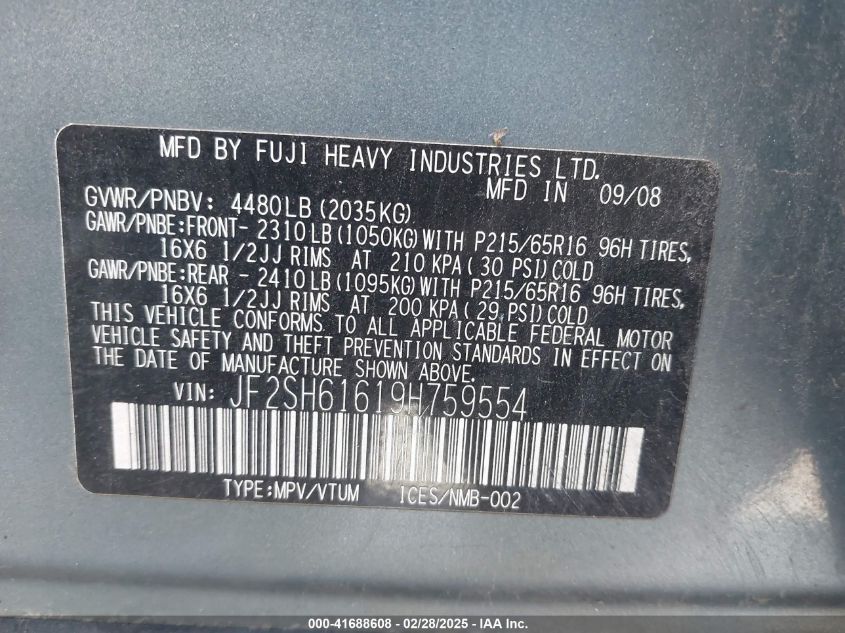 MFD BY FUJI HEAVY INDUSTRIES LTD.
MFD IN 09/08
GVWR/PNBV: 4480LB (2035KG)
GAWR/PNBE:FRONT- 2310LB(1050KG)WITH P215/65R16 96H TIRES,
16X6 1/2JJ RIMS AT 210 KPA( 30 PSI)COLD
GAWR/PNBE:REAR - 2410LB(1095KG)WITH P215/65R16 96H TIRES,
16X6 1/2JJ RIMS AT 200 KPA( 29 PSI)COLD
THIS VEHICLE CONFORMS TO ALL APPLICABLE FEDERAL MOTOR
VEHICLE SAFETY AND THEFT PREVENTION STANDARDS IN EFFECT ON
THE DATE OF MANUFACTURE SHOWN ABOVE.
VIN: JF2SH61619H759554
TYPE:MPV/VTUM ICES/NMB-002
000-41688608 - 02/28/2025 - IAA